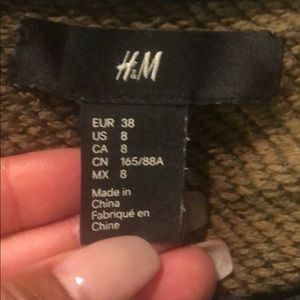 H&M
EUR 38
US 8
CA 8
CN 165/88A
MX 8
Made in
China
Fabriqué en
Chine